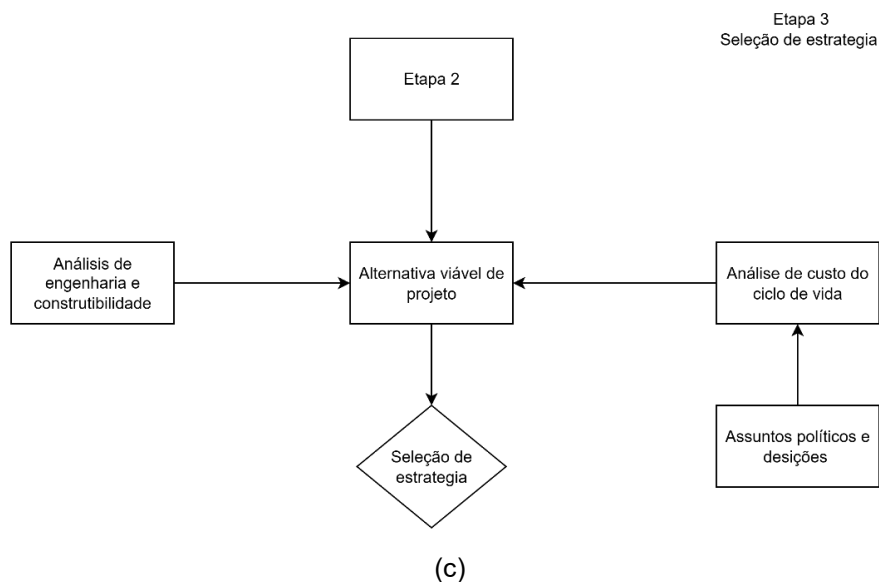 Etapa 3
Seleção de estrategia
Etapa 2
Análisis de
engenharia e
construtibilidade
Alternativa viável de
projeto
Análise de custo do
ciclo de vida
Assuntos políticos e
desições
Seleção de
estrategia
(c)